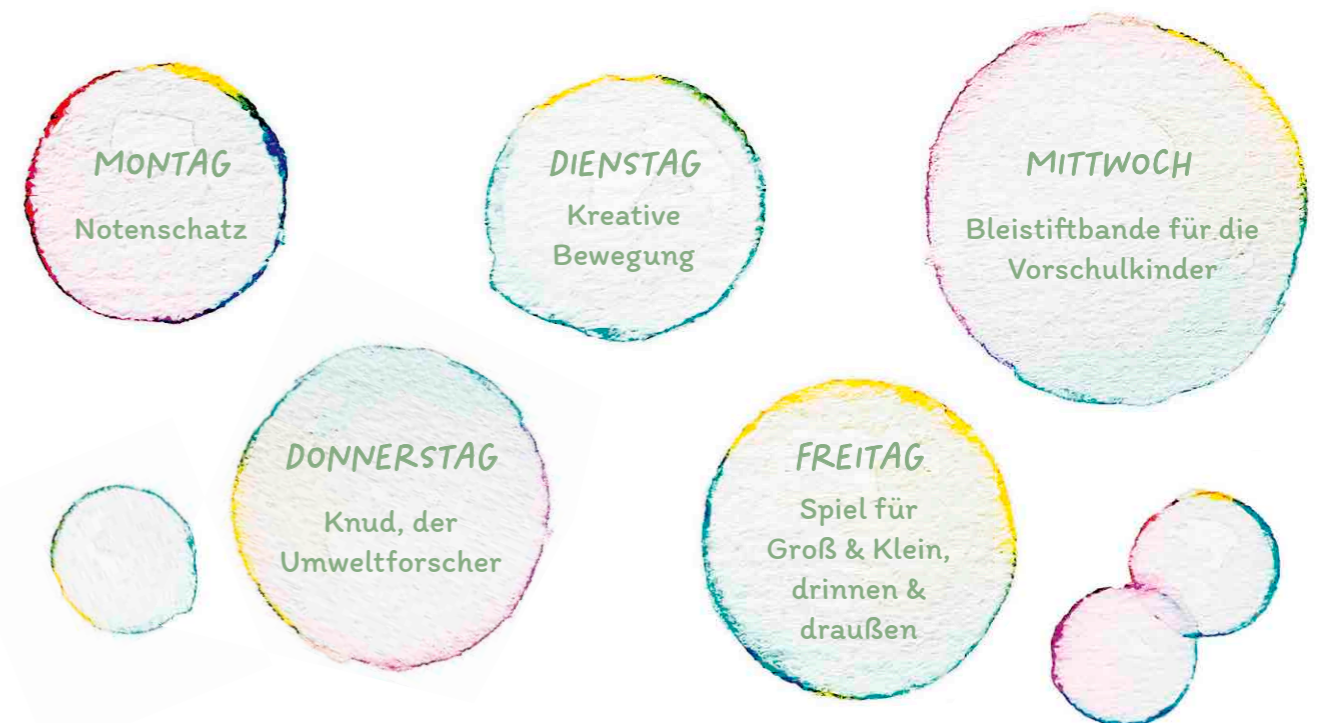 MONTAG
Notenschatz
DIENSTAG
Kreative
Bewegung
MITTWOCH
Bleistiftbande für die
Vorschulkinder
DONNERSTAG
Knud, der
Umweltforscher
FREITAG
Spiel für
Groß & Klein,
drinnen &
draußen